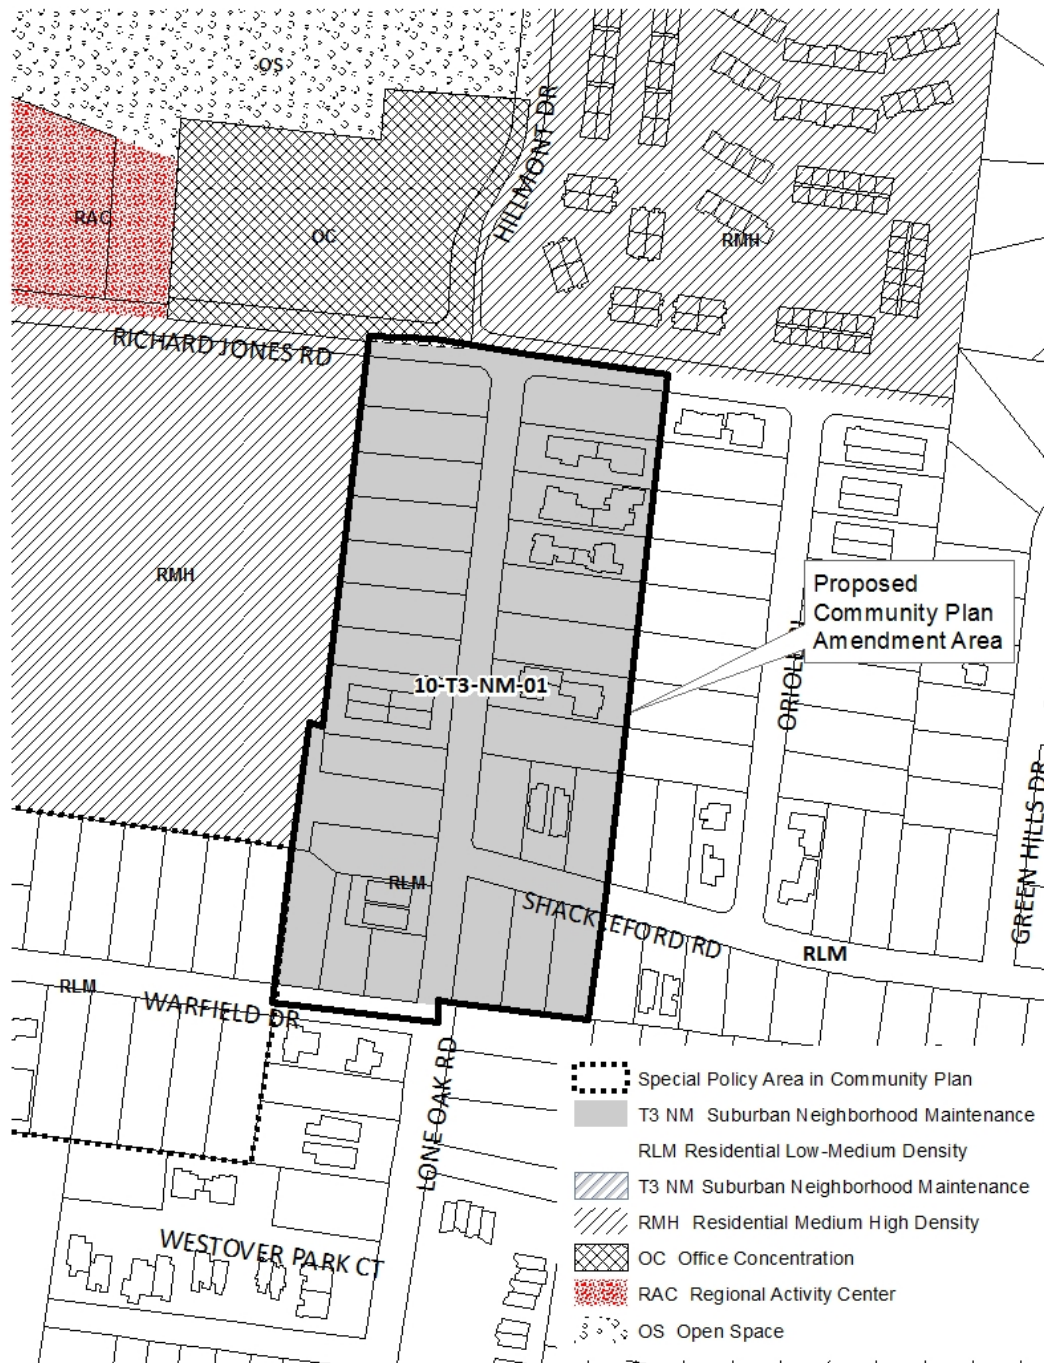 OS
HILLMONT DR
RAC
OC
RMH
RICHARD JONES RD
RMH
Proposed
Community Plan
Amendment Area
10-T3-NM-01
GREEN HILLS DR
RLM
SHACKLEFORD RD
RLM
RLM
WARFIELD DR
LONE OAK RD
WESTOVER PARK CT
Special Policy Area in Community Plan
T3 NM Suburban Neighborhood Maintenance
RLM Residential Low-Medium Density
T3 NM Suburban Neighborhood Maintenance
RMH Residential Medium High Density
OC Office Concentration
RAC Regional Activity Center
OS Open Space